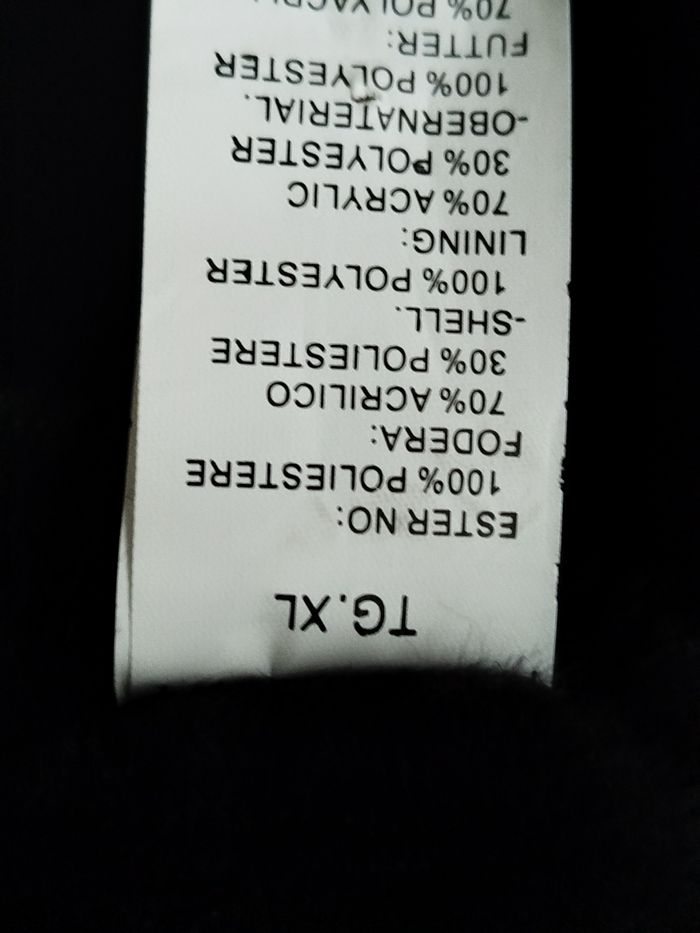 TG.XL
ESTER NO:
100% POLIESTERE
FODERA:
70% ACRILICO
30% POLIESTERE
-SHELL.
100% POLYESTER
LINING:
70% ACRYLIC
30% POLYESTER
-OBERNATERIAL.
100% POLYESTER
FUTTER:
70%